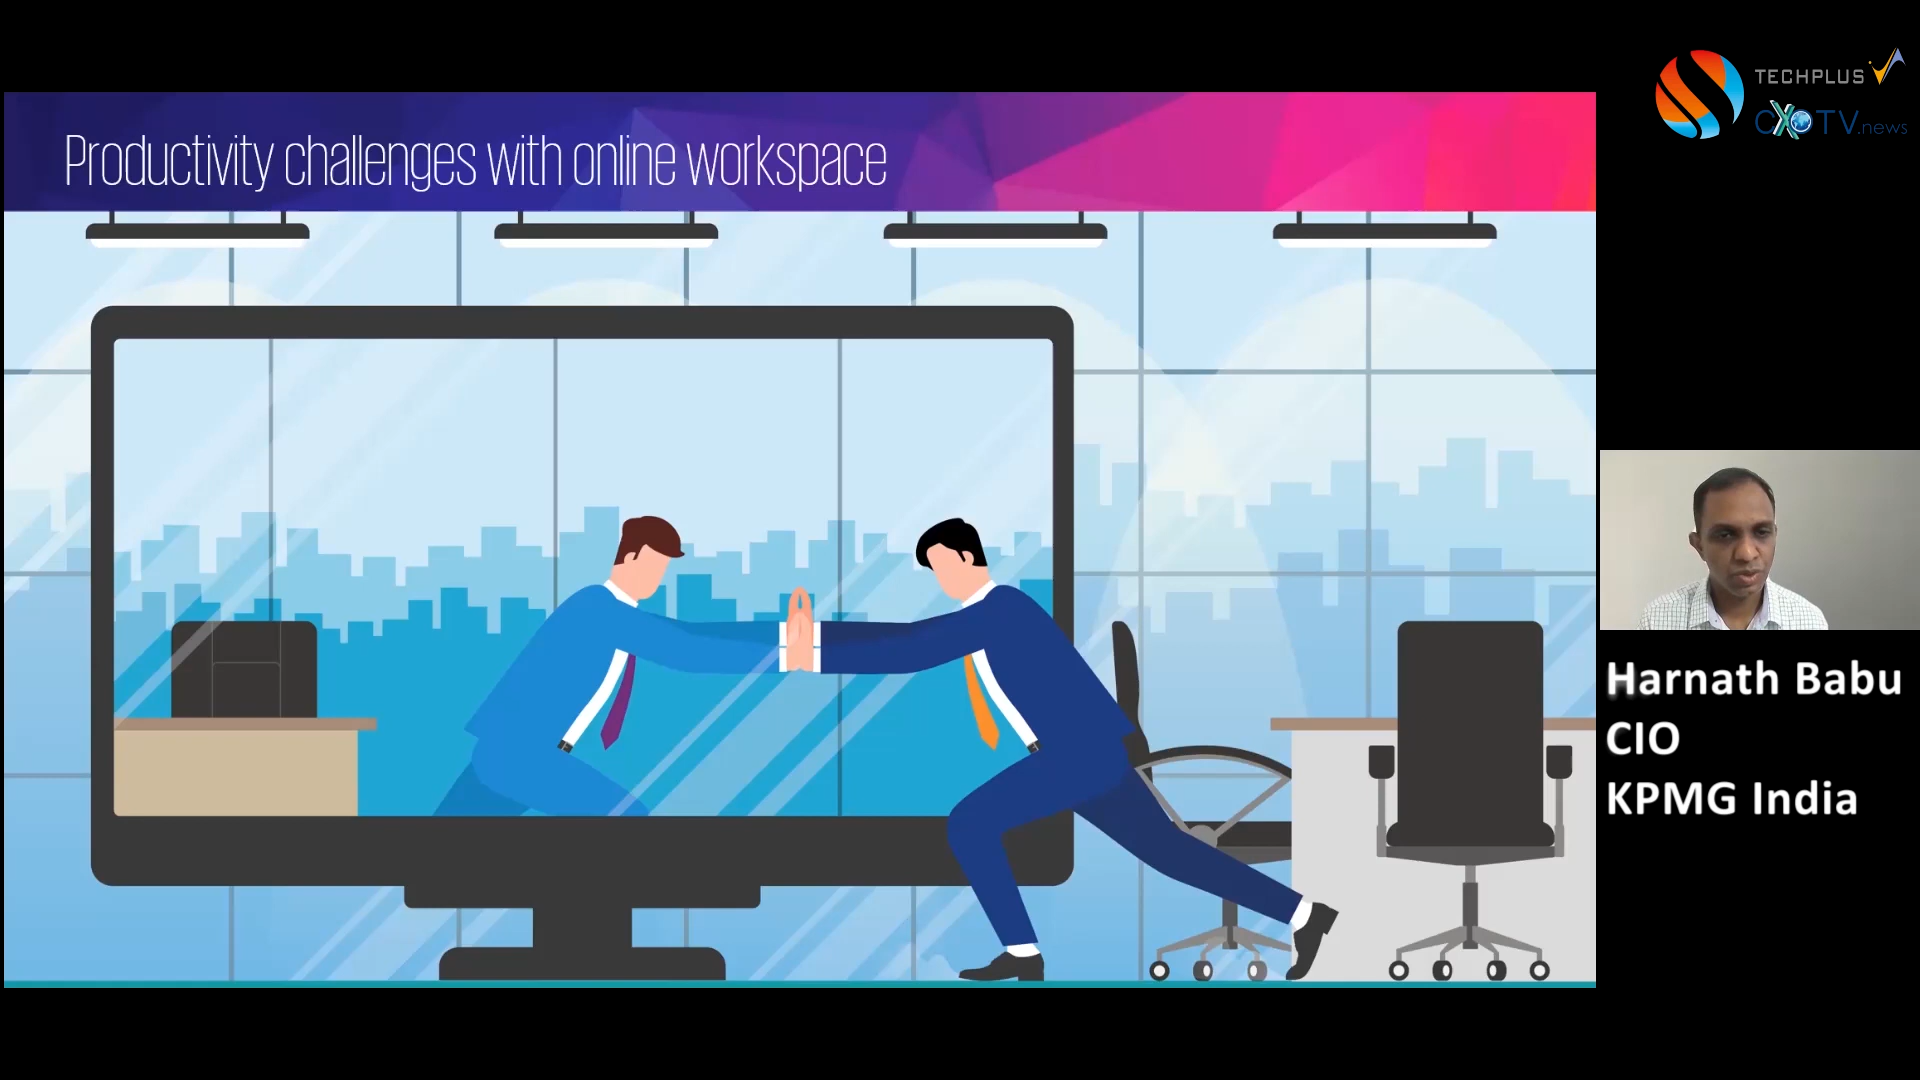 Productivity challenges with online workspace
TECHPLUS
CXOTV.news
Harnath Babu
CIO
KPMG India